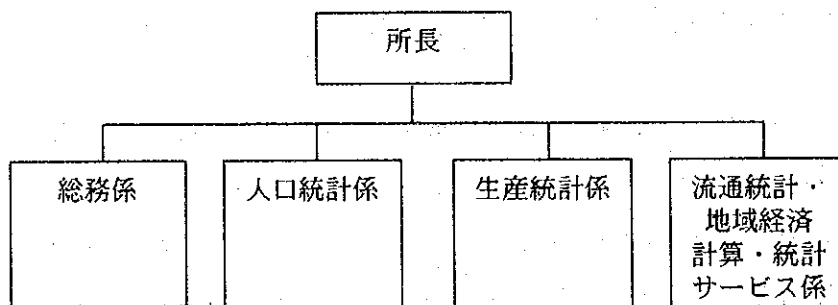 所長
総務係
人口統計係
生産統計係
流通統計・
地域経済
計算・統計
サービス係